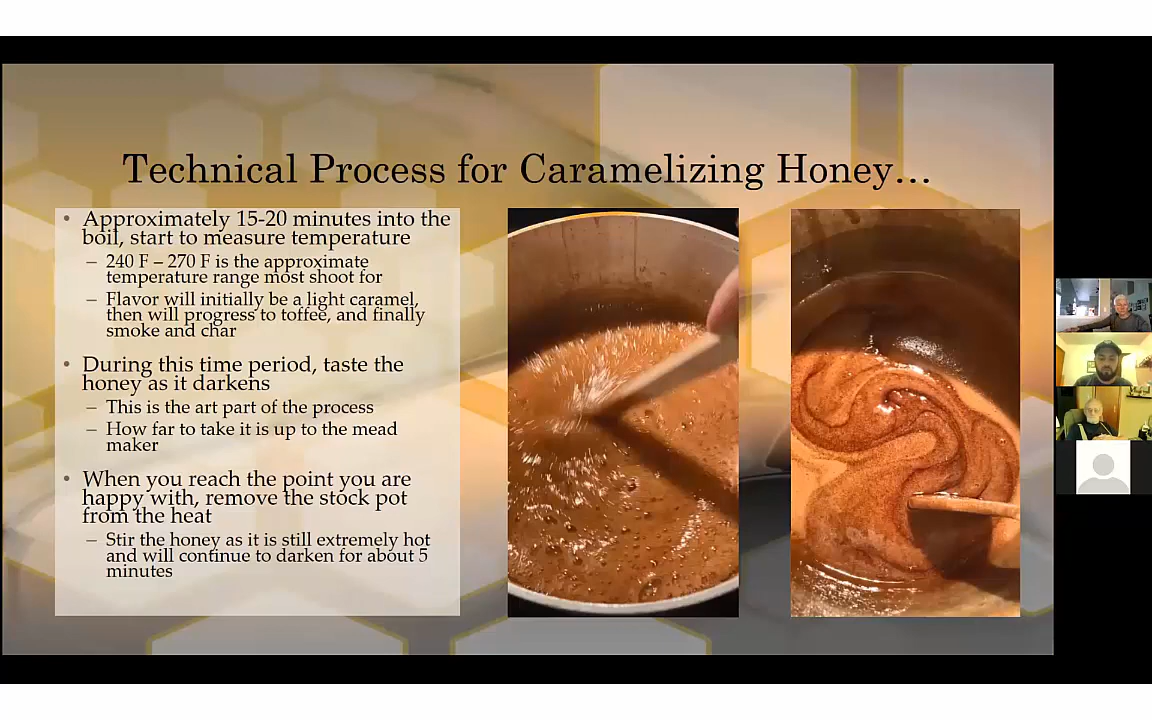 Technical Process for Caramelizing Honey…
• Approximately 15-20 minutes into the
boil, start to measure temperature
– 240 F – 270 F is the approximate
temperature range most shoot for
– Flavor will initially be a light caramel,
then will progress to toffee, and finally
smoke and char
• During this time period, taste the
honey as it darkens
– This is the art part of the process
– How far to take it is up to the mead
maker
• When you reach the point you are
happy with, remove the stock pot
from the heat
– Stir the honey as it is still extremely hot
and will continue to darken for about 5
minutes